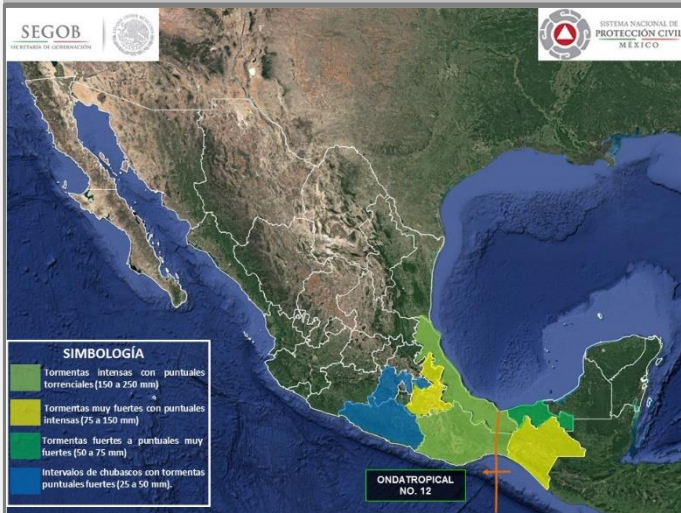 SEGOB
SECRETARÍA DE GOBERNACIÓN
SISTEMA NACIONAL DE
PROTECCIÓN CIVIL
MÉXICO
SIMBOLOGÍA
Tormentas intensas con puntuales
torrenciales (150 a 250 mm)
Tormentas muy fuertes con puntuales
intensas (75 a 150 mm)
Tormentas fuertes a puntuales muy
fuertes (50 a 75 mm)
Intervalos de chubascos con tormentas
puntuales fuertes (25 a 50 mm).
ONDATROPICAL
NO. 12